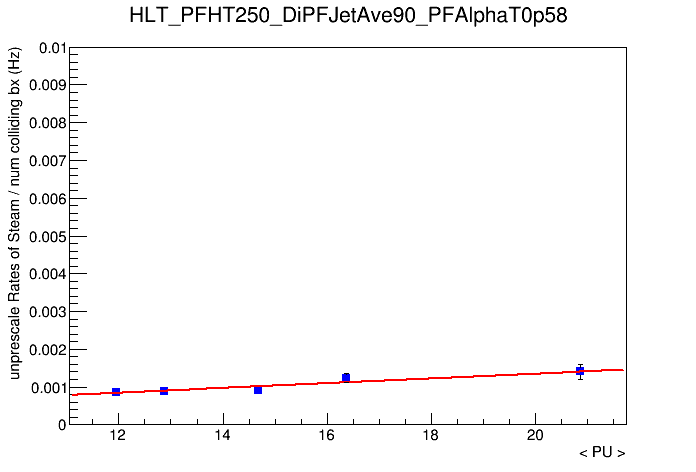 HLT_PFHT250_DiPFJetAve90_PFAlphaT0p58
unprescale Rates of Steam / num colliding bx (Hz)
0.01
0.009
0.008
0.007
0.006
0.005
0.004
0.003
0.002
0.001
0
12 14 16 18 20
< PU >